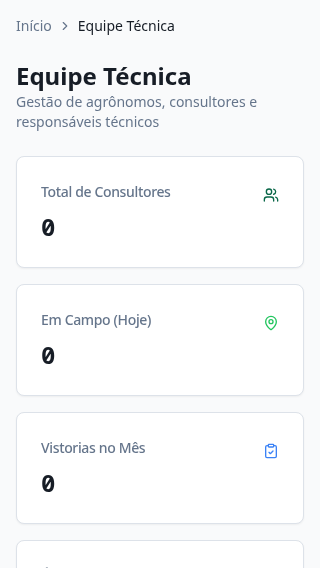 Início > Equipe Técnica
Equipe Técnica
Gestão de agrônomos, consultores e
responsáveis técnicos
Total de Consultores
0
Em Campo (Hoje)
0
Vistorias no Mês
0